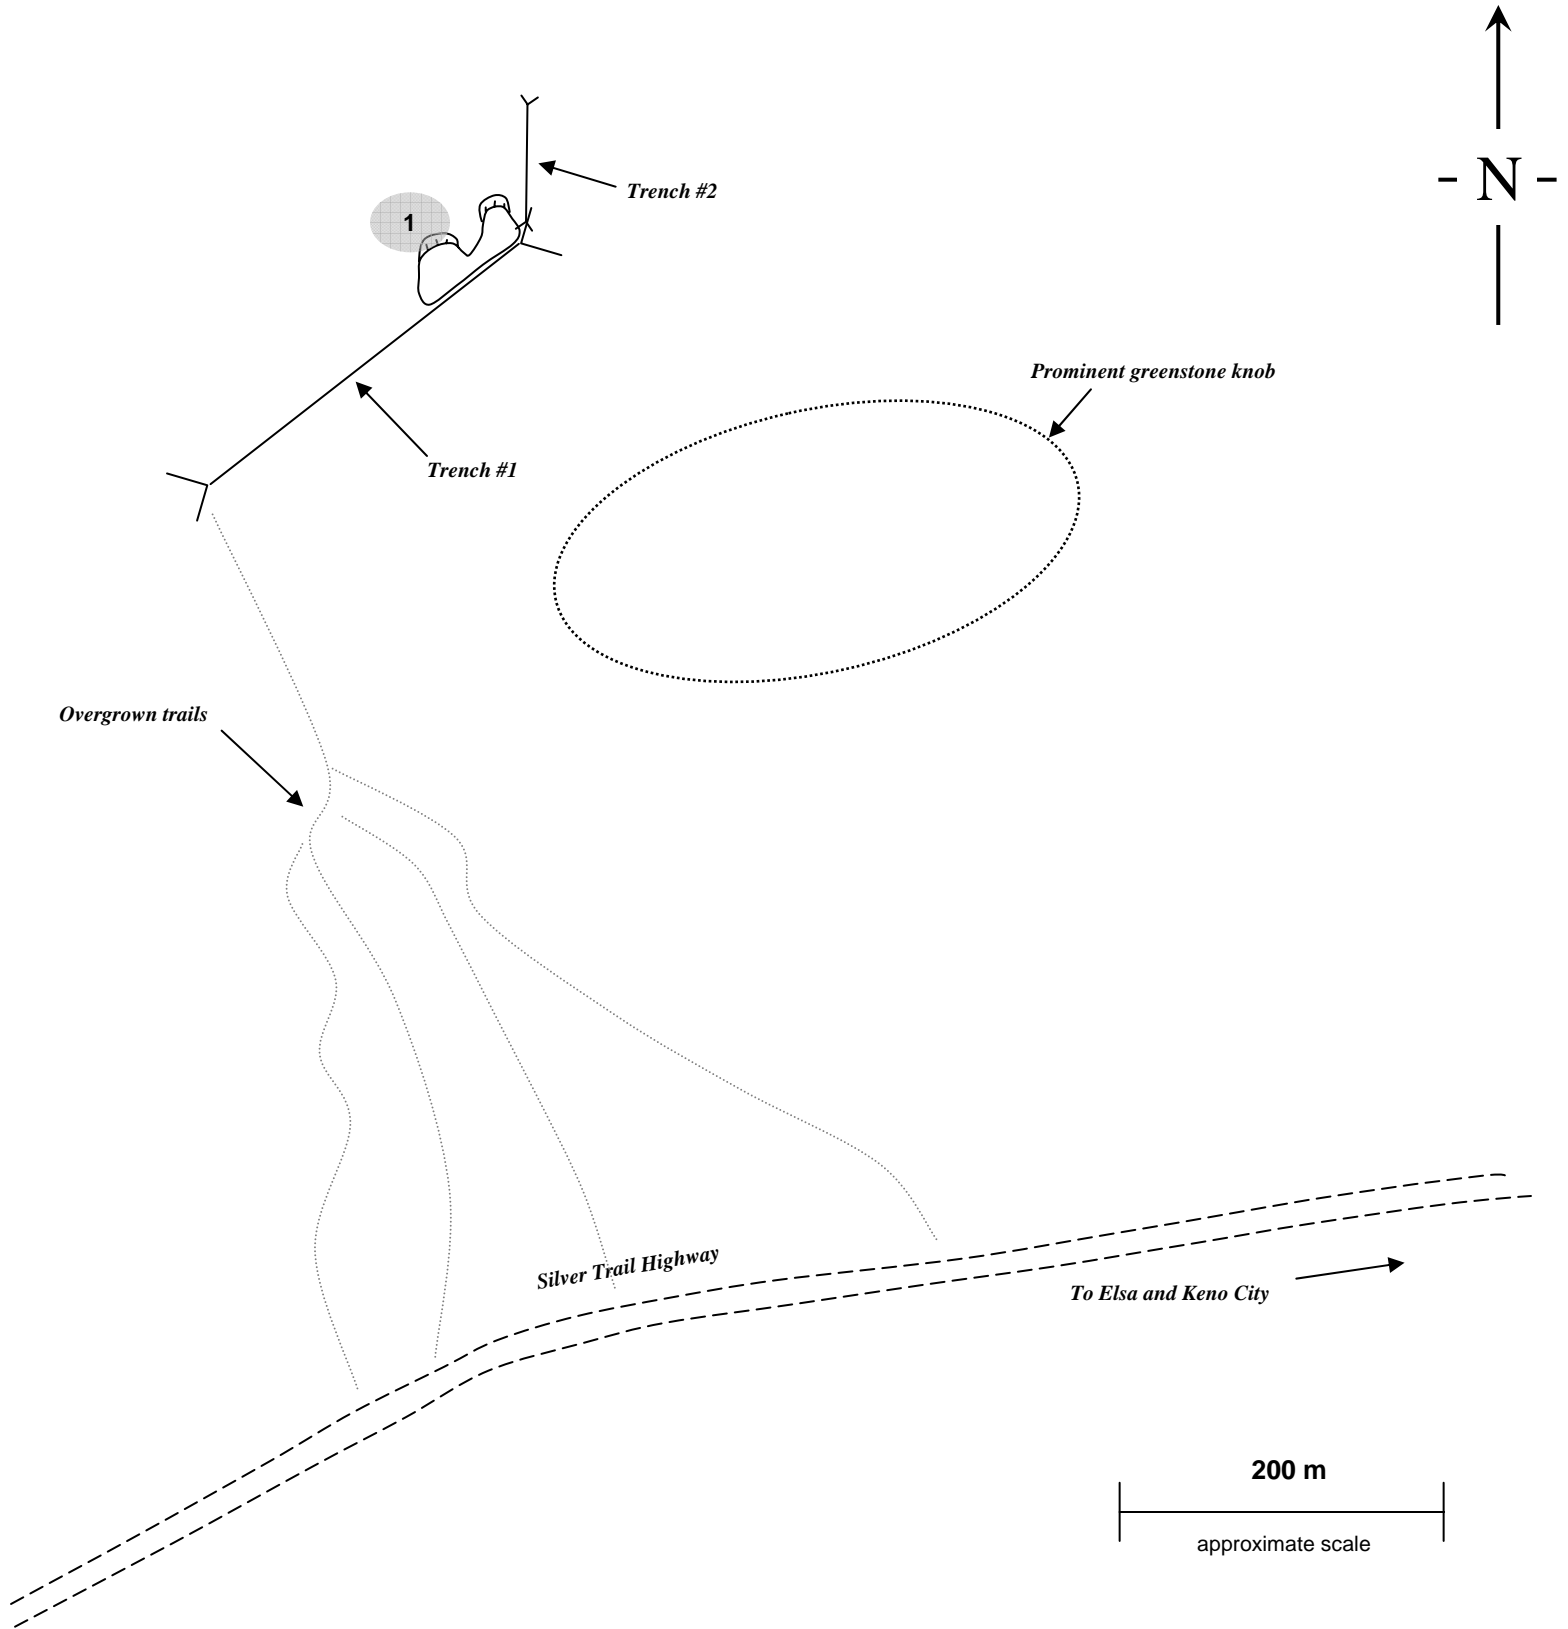 Trench #2
N
1
Prominent greenstone knob
Trench #1
Overgrown trails
Silver Trail Highway
To Elsa and Keno City
200 m
approximate scale